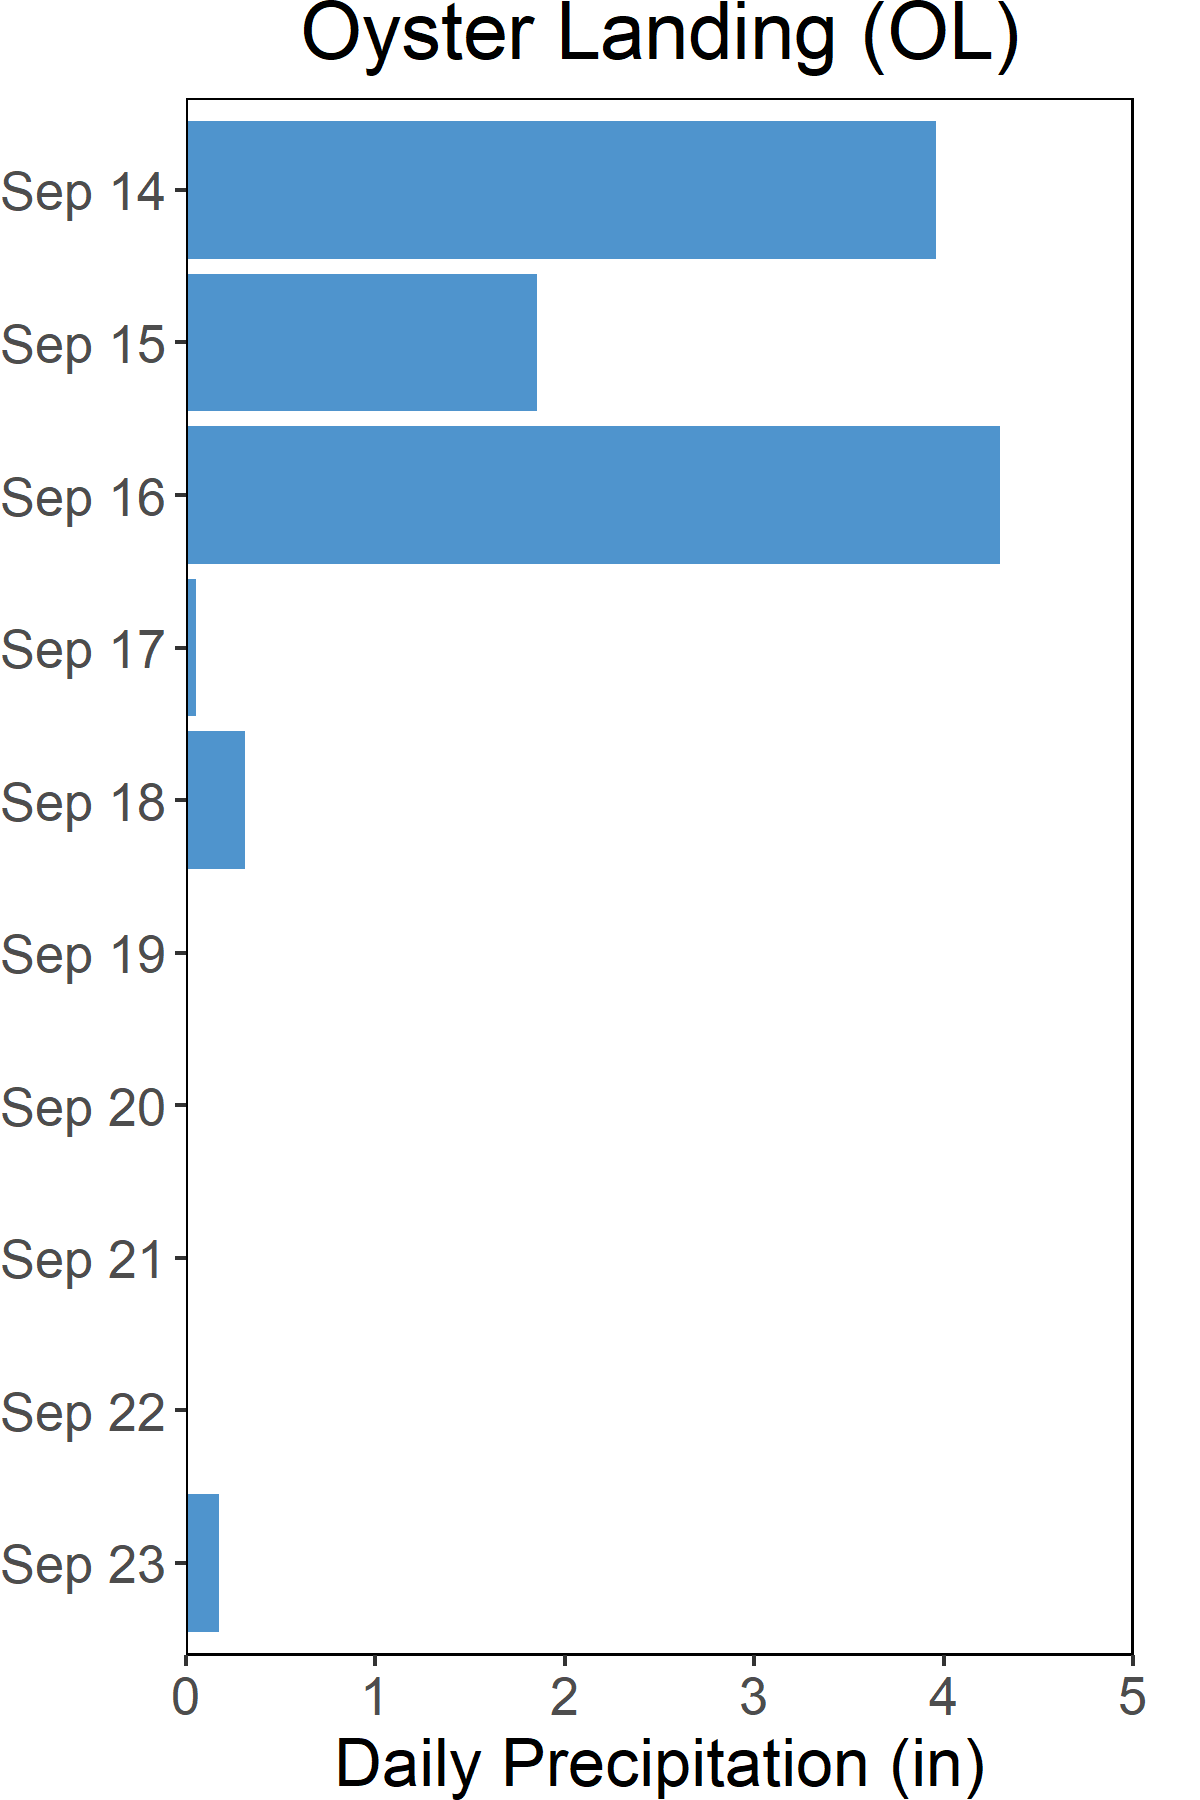 Oyster Landing (OL)
Sep 14
Sep 15
Sep 16
Sep 17
Sep 18
Sep 19
Sep 20
Sep 21
Sep 22
Sep 23
0 1 2 3 4 5
Daily Precipitation (in)